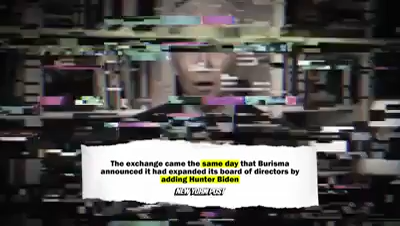 The exchange came the same day that Burisma
announced it had expanded its board of directors by
adding Hunter Biden
NEW YORK POST